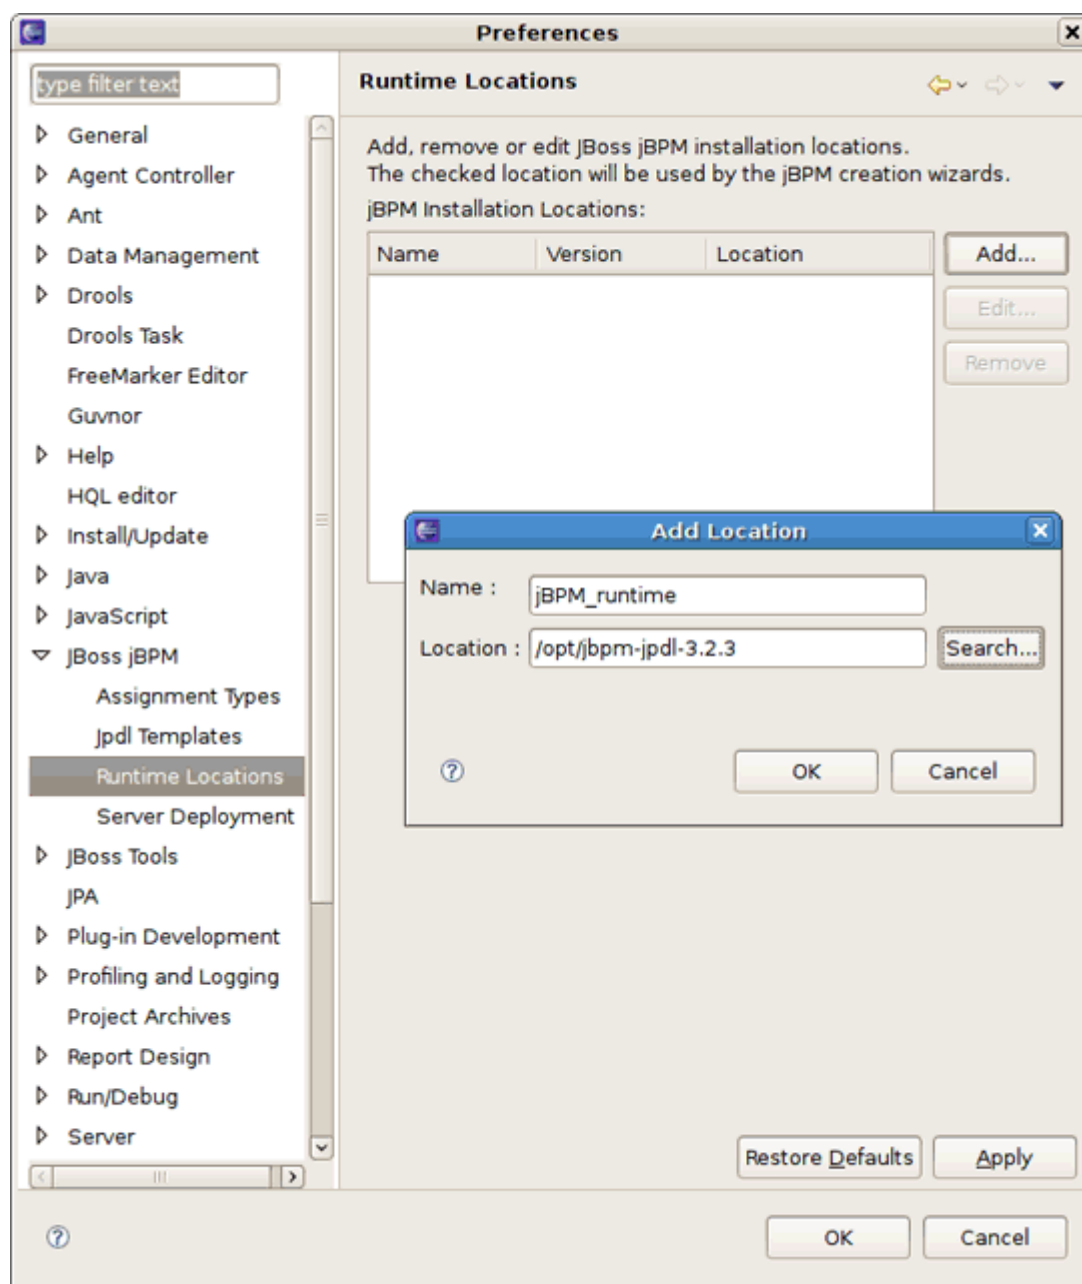 Preferences
type filter text
General
Agent Controller
Ant
Data Management
Drools
Drools Task
FreeMarker Editor
Guvnor
Help
HQL editor
Install/Update
Java
JavaScript
JBoss jBPM
Assignment Types
Jpdl Templates
Runtime Locations
Server Deployment
JBoss Tools
JPA
Plug-in Development
Profiling and Logging
Project Archives
Report Design
Run/Debug
Server
Runtime Locations
Add, remove or edit JBoss jBPM installation locations.
The checked location will be used by the jBPM creation wizards.
jBPM Installation Locations:
Name Version Location
Add...
Edit...
Remove
Add Location
Name : jBPM_runtime
Location : /opt/jbpm-jpdl-3.2.3 Search...
OK Cancel
Restore Defaults Apply
OK Cancel